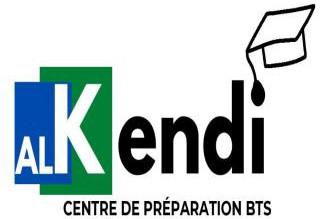 AL Kendi
CENTRE DE PRÉPARATION BTS